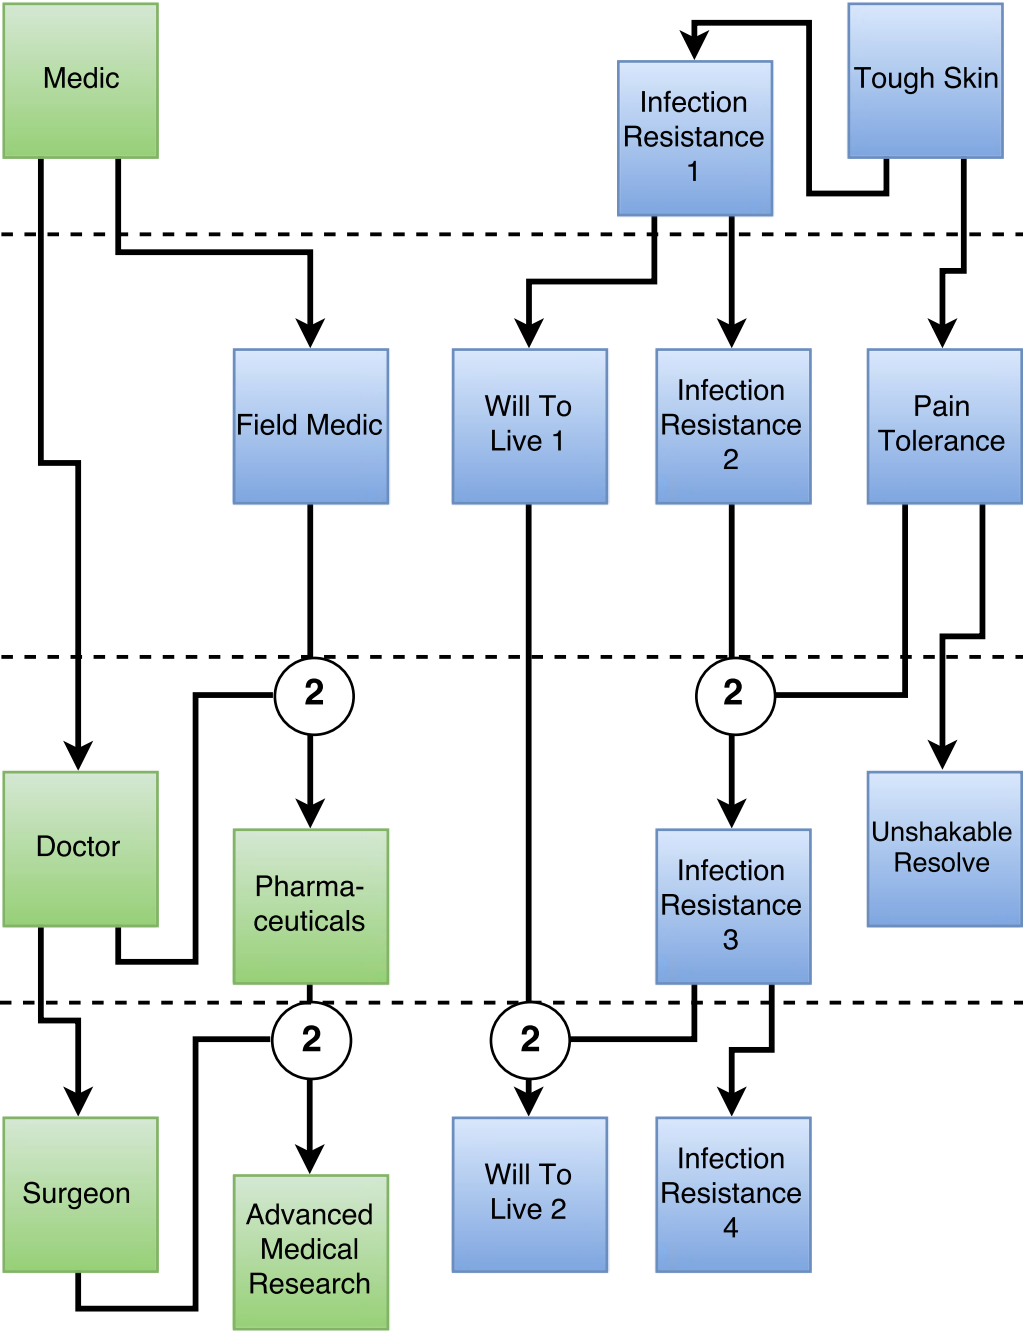 Medic
Infection
Resistance
1
Tough Skin
Field Medic
Will To
Live 1
Infection
Resistance
2
Pain
Tolerance
2
2
Doctor
Pharma-
ceuticals
Infection
Resistance
3
Unshakable
Resolve
2
2
Surgeon
Advanced
Medical
Research
Will To
Live 2
Infection
Resistance
4